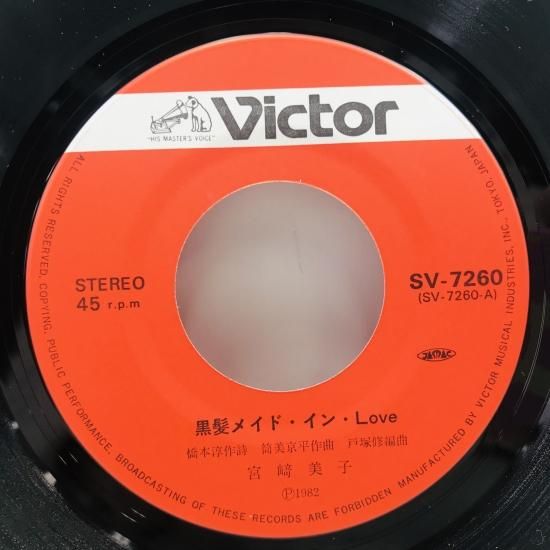 Victor
"HIS MASTER'S VOICE"
STEREO
45 r.p.m
SV-7260
(SV-7260-A)
JASRAC
黒髪メイド・イン・Love
橋本淳作詩 筒美京平作曲 戸塚修編曲
宮﨑美子
Ⓟ1982
ALL RIGHTS RESERVED, COPYING, PUBLIC PERFORMANCE, BROADCASTING OF THESE RECORDS ARE FORBIDDEN MANUFACTURED BY VICTOR MUSICAL INDUSTRIES, INC., TOKYO, JAPAN